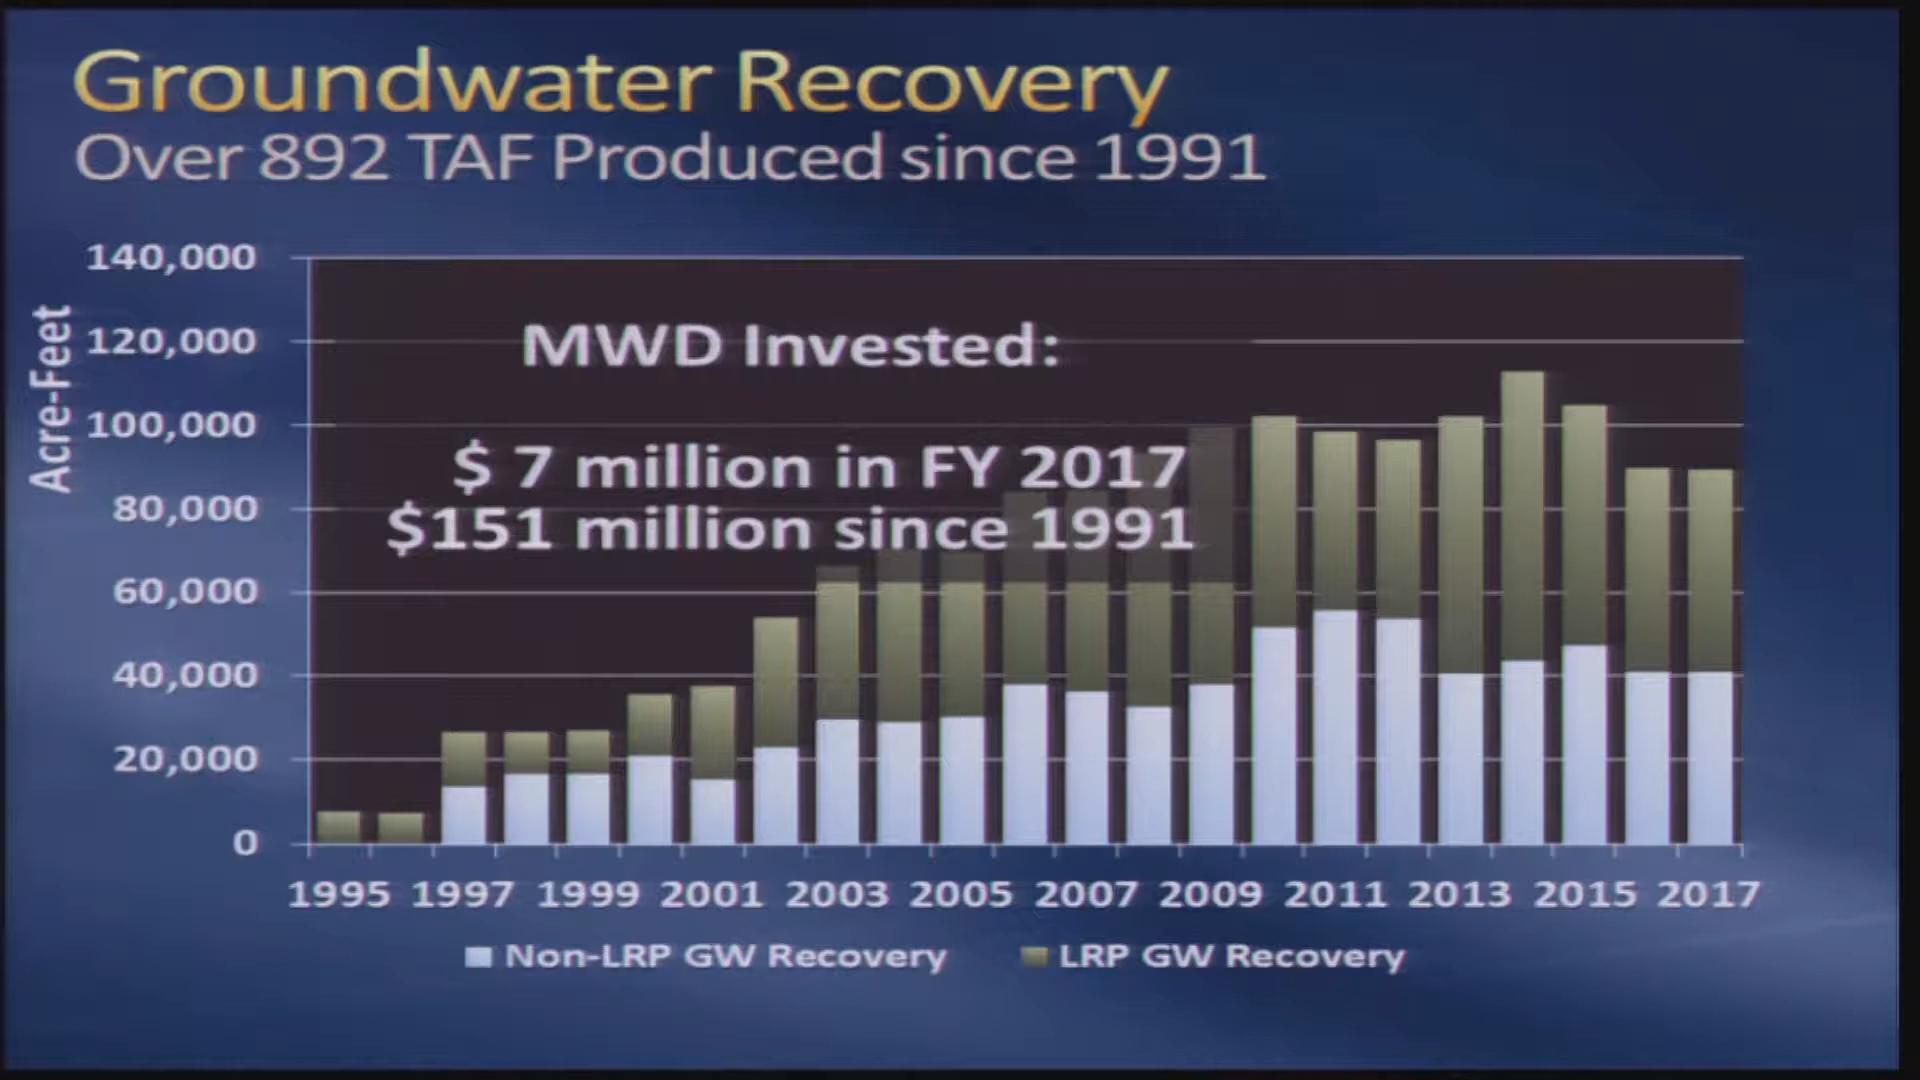 Groundwater Recovery
Over 892 TAF Produced since 1991
Acre-Feet
140,000
120,000
100,000
80,000
60,000
40,000
20,000
0
MWD Invested:
$ 7 million in FY 2017
$151 million since 1991
1995 1997 1999 2001 2003 2005 2007 2009 2011 2013 2015 2017
Non-LRP GW Recovery LRP GW Recovery